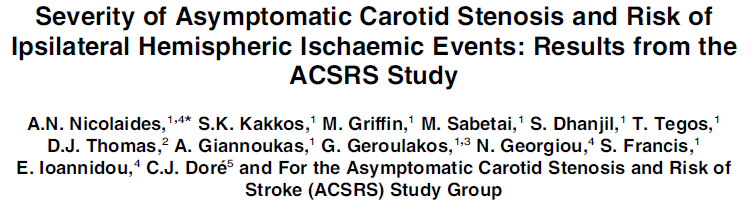 Severity of Asymptomatic Carotid Stenosis and Risk of
Ipsilateral Hemispheric Ischaemic Events: Results from the
ACSRS Study
A.N. Nicolaides,¹,⁴* S.K. Kakkos,¹ M. Griffin,¹ M. Sabetai,¹ S. Dhanjil,¹ T. Tegos,¹
D.J. Thomas,² A. Giannoukas,¹ G. Geroulakos,¹,³ N. Georgiou,⁴ S. Francis,¹
E. Ioannidou,⁴ C.J. Doré⁵ and For the Asymptomatic Carotid Stenosis and Risk of
Stroke (ACSRS) Study Group